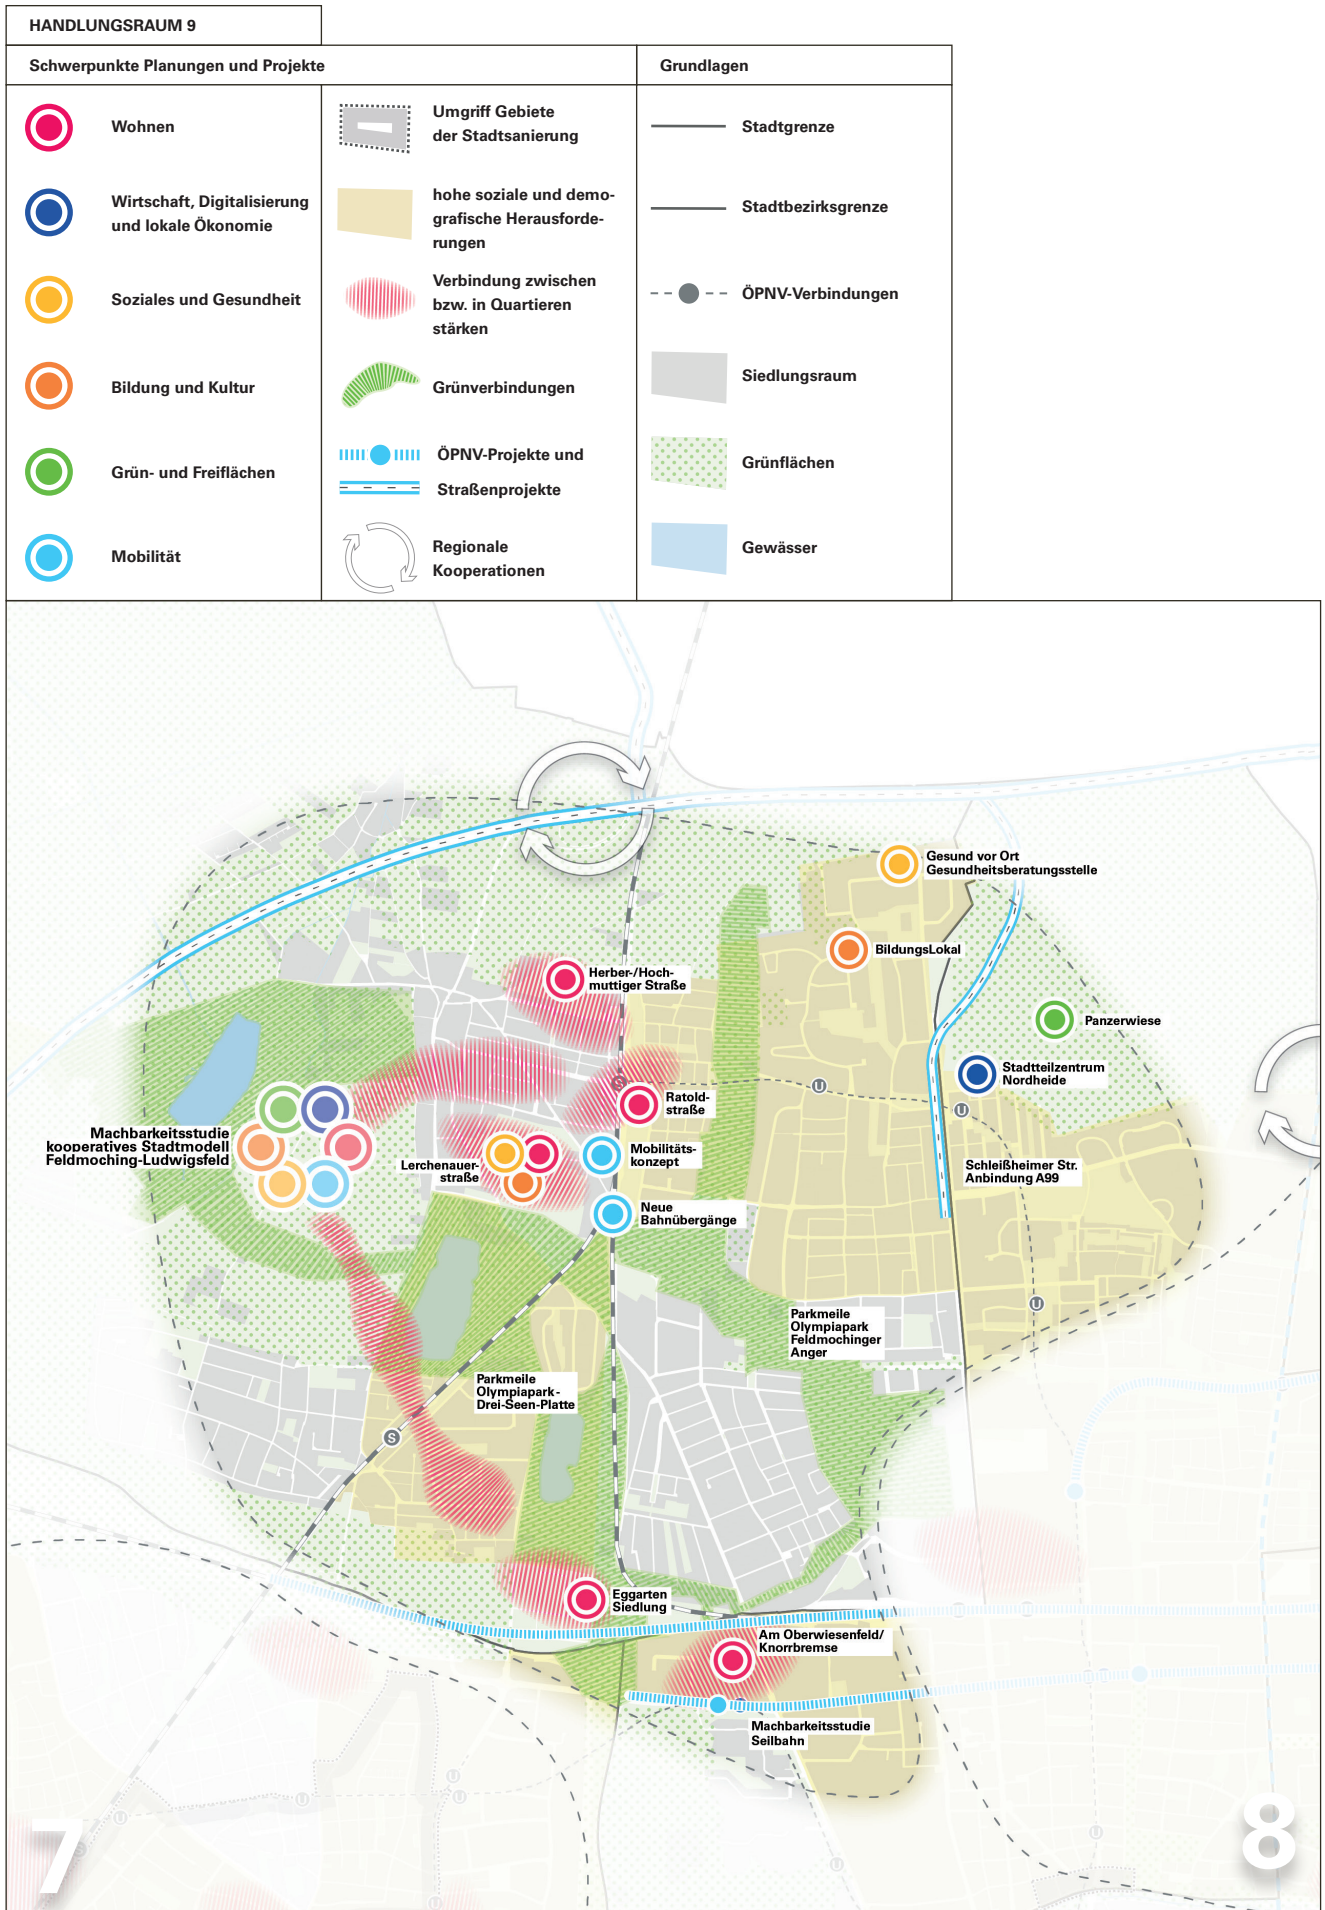 HANDLUNGSRAUM 9
Schwerpunkte Planungen und Projekte
Grundlagen
Wohnen
Wirtschaft, Digitalisierung
und lokale Ökonomie
Soziales und Gesundheit
Bildung und Kultur
Grün- und Freiflächen
Mobilität
Umgriff Gebiete
der Stadtsanierung
hohe soziale und demo-
grafische Herausforde-
rungen
Verbindung zwischen
bzw. in Quartieren
stärken
Grünverbindungen
ÖPNV-Projekte und
Straßenprojekte
Regionale
Kooperationen
Stadtgrenze
Stadtbezirksgrenze
ÖPNV-Verbindungen
Siedlungsraum
Grünflächen
Gewässer
Gesund vor Ort
Gesundheitsberatungsstelle
BildungsLokal
Herber-/Hoch-
muttiger Straße
Panzerwiese
Stadtteilzentrum
Nordheide
S
U
U
Ratold-
straße
Machbarkeitsstudie
kooperatives Stadtmodell
Feldmoching-Ludwigsfeld
Lerchenauer-
straße
Mobilitäts-
konzept
Schleißheimer Str.
Anbindung A99
Neue
Bahnübergänge
U
Parkmeile
Olympiapark
Feldmochinger
Anger
Parkmeile
Olympiapark-
Drei-Seen-Platte
S
Eggarten
Siedlung
Am Oberwiesenfeld/
Knorrbremse
Machbarkeitsstudie
Seilbahn
U
U
U
U
U
U
U
7
8